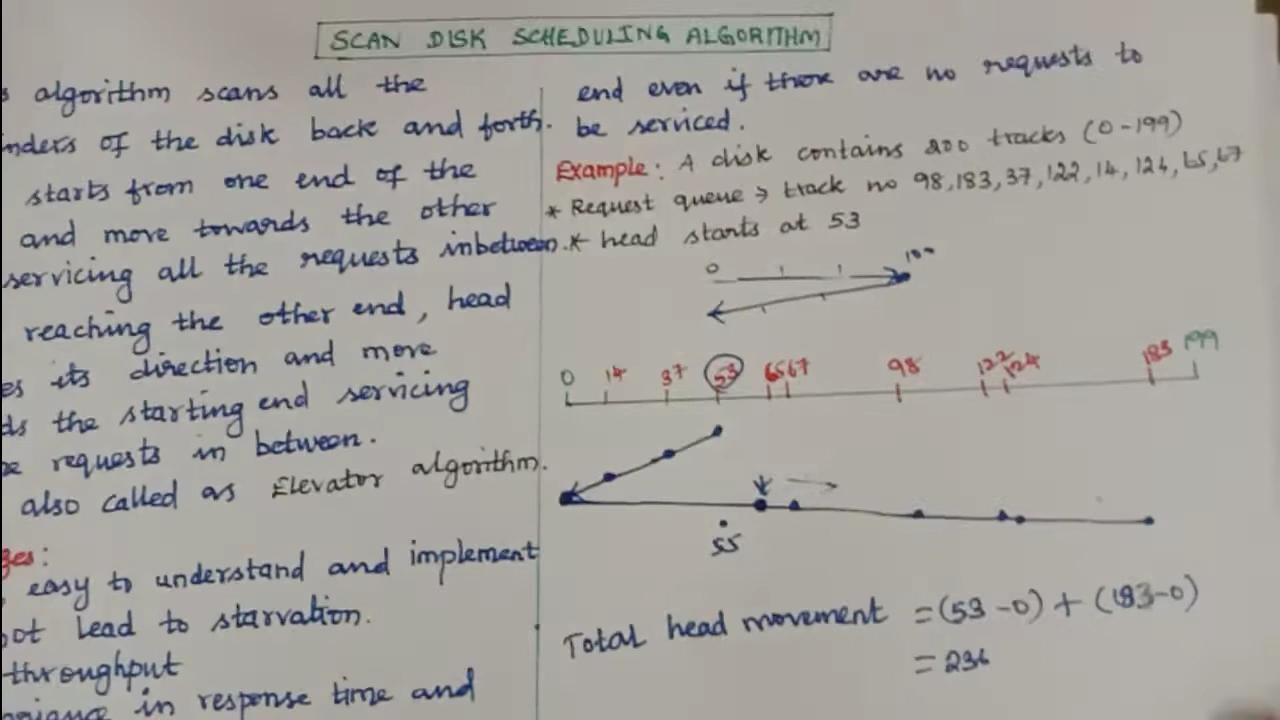 SCAN DISK SCHEDULING ALGORITHM
s algorithm scans all the
nders of the disk back and forth.
starts from one end of the
and move towards the other
servicing all the requests inbetween.
reaching the other end, head
es its direction and move
ds the starting end servicing
requests in between.
also called as Elevator algorithm.
ges:
easy to understand and implement
not lead to starvation.
throughput
in response time and
end even if there are no requests to
be serviced.
Example: A disk contains 200 tracks (0-199)
* Request queue → track no 98,183,37,122,14,124,65,67
* head starts at 53
0
0 14 37 53 65 67 98 122 124 183 199
55
Total head movement = (53-0) + (183-0)
= 236